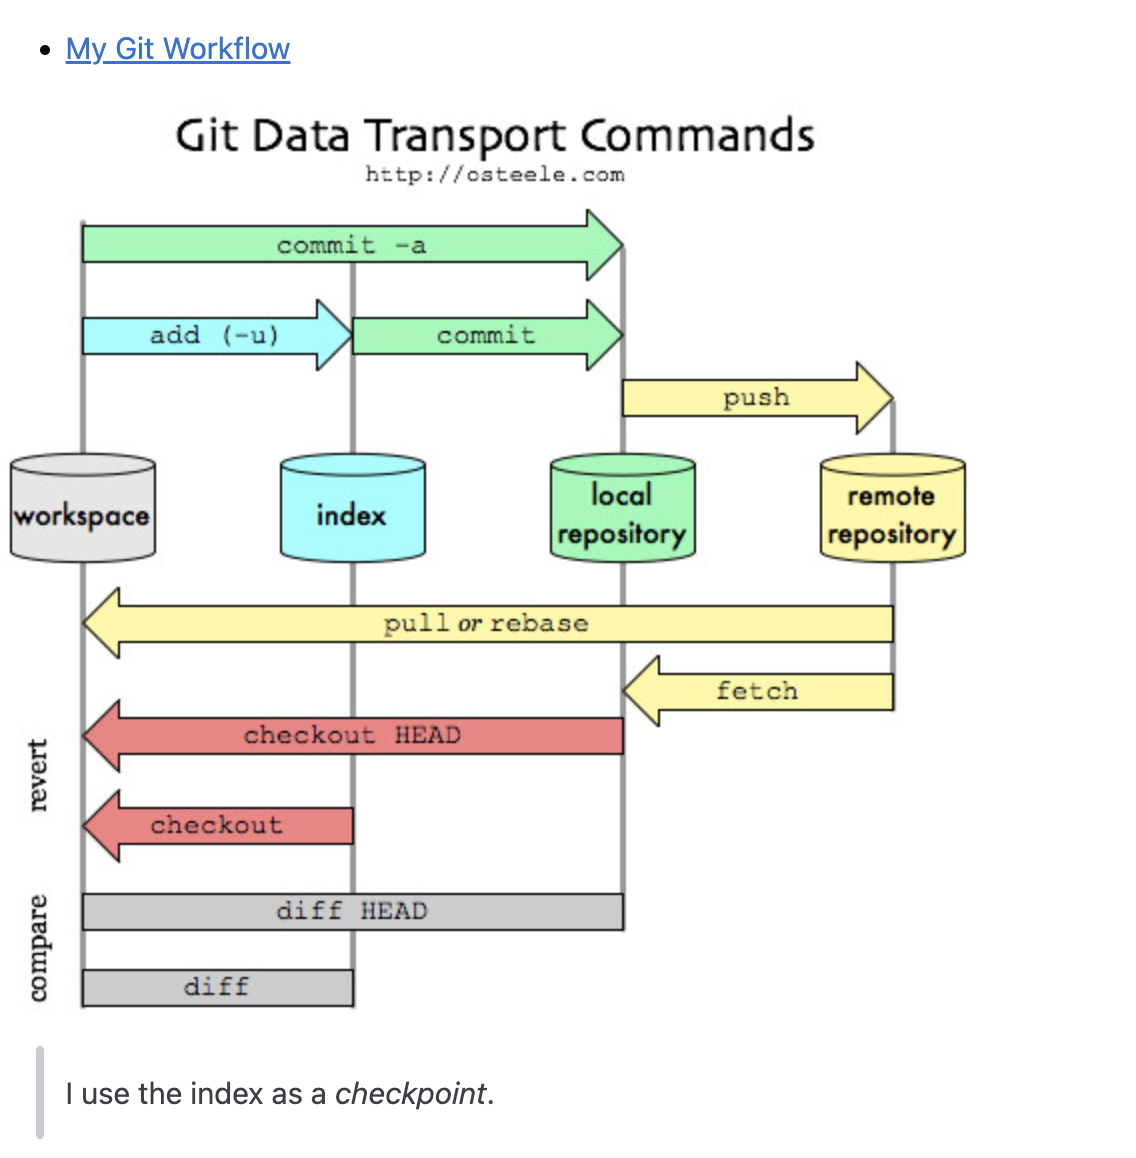 My Git Workflow
Git Data Transport Commands
http://osteele.com
commit -a
add (-u)
commit
push
workspace
index
local
repository
remote
repository
pull or rebase
fetch
revert
checkout HEAD
checkout
compare
diff HEAD
diff
I use the index as a checkpoint.